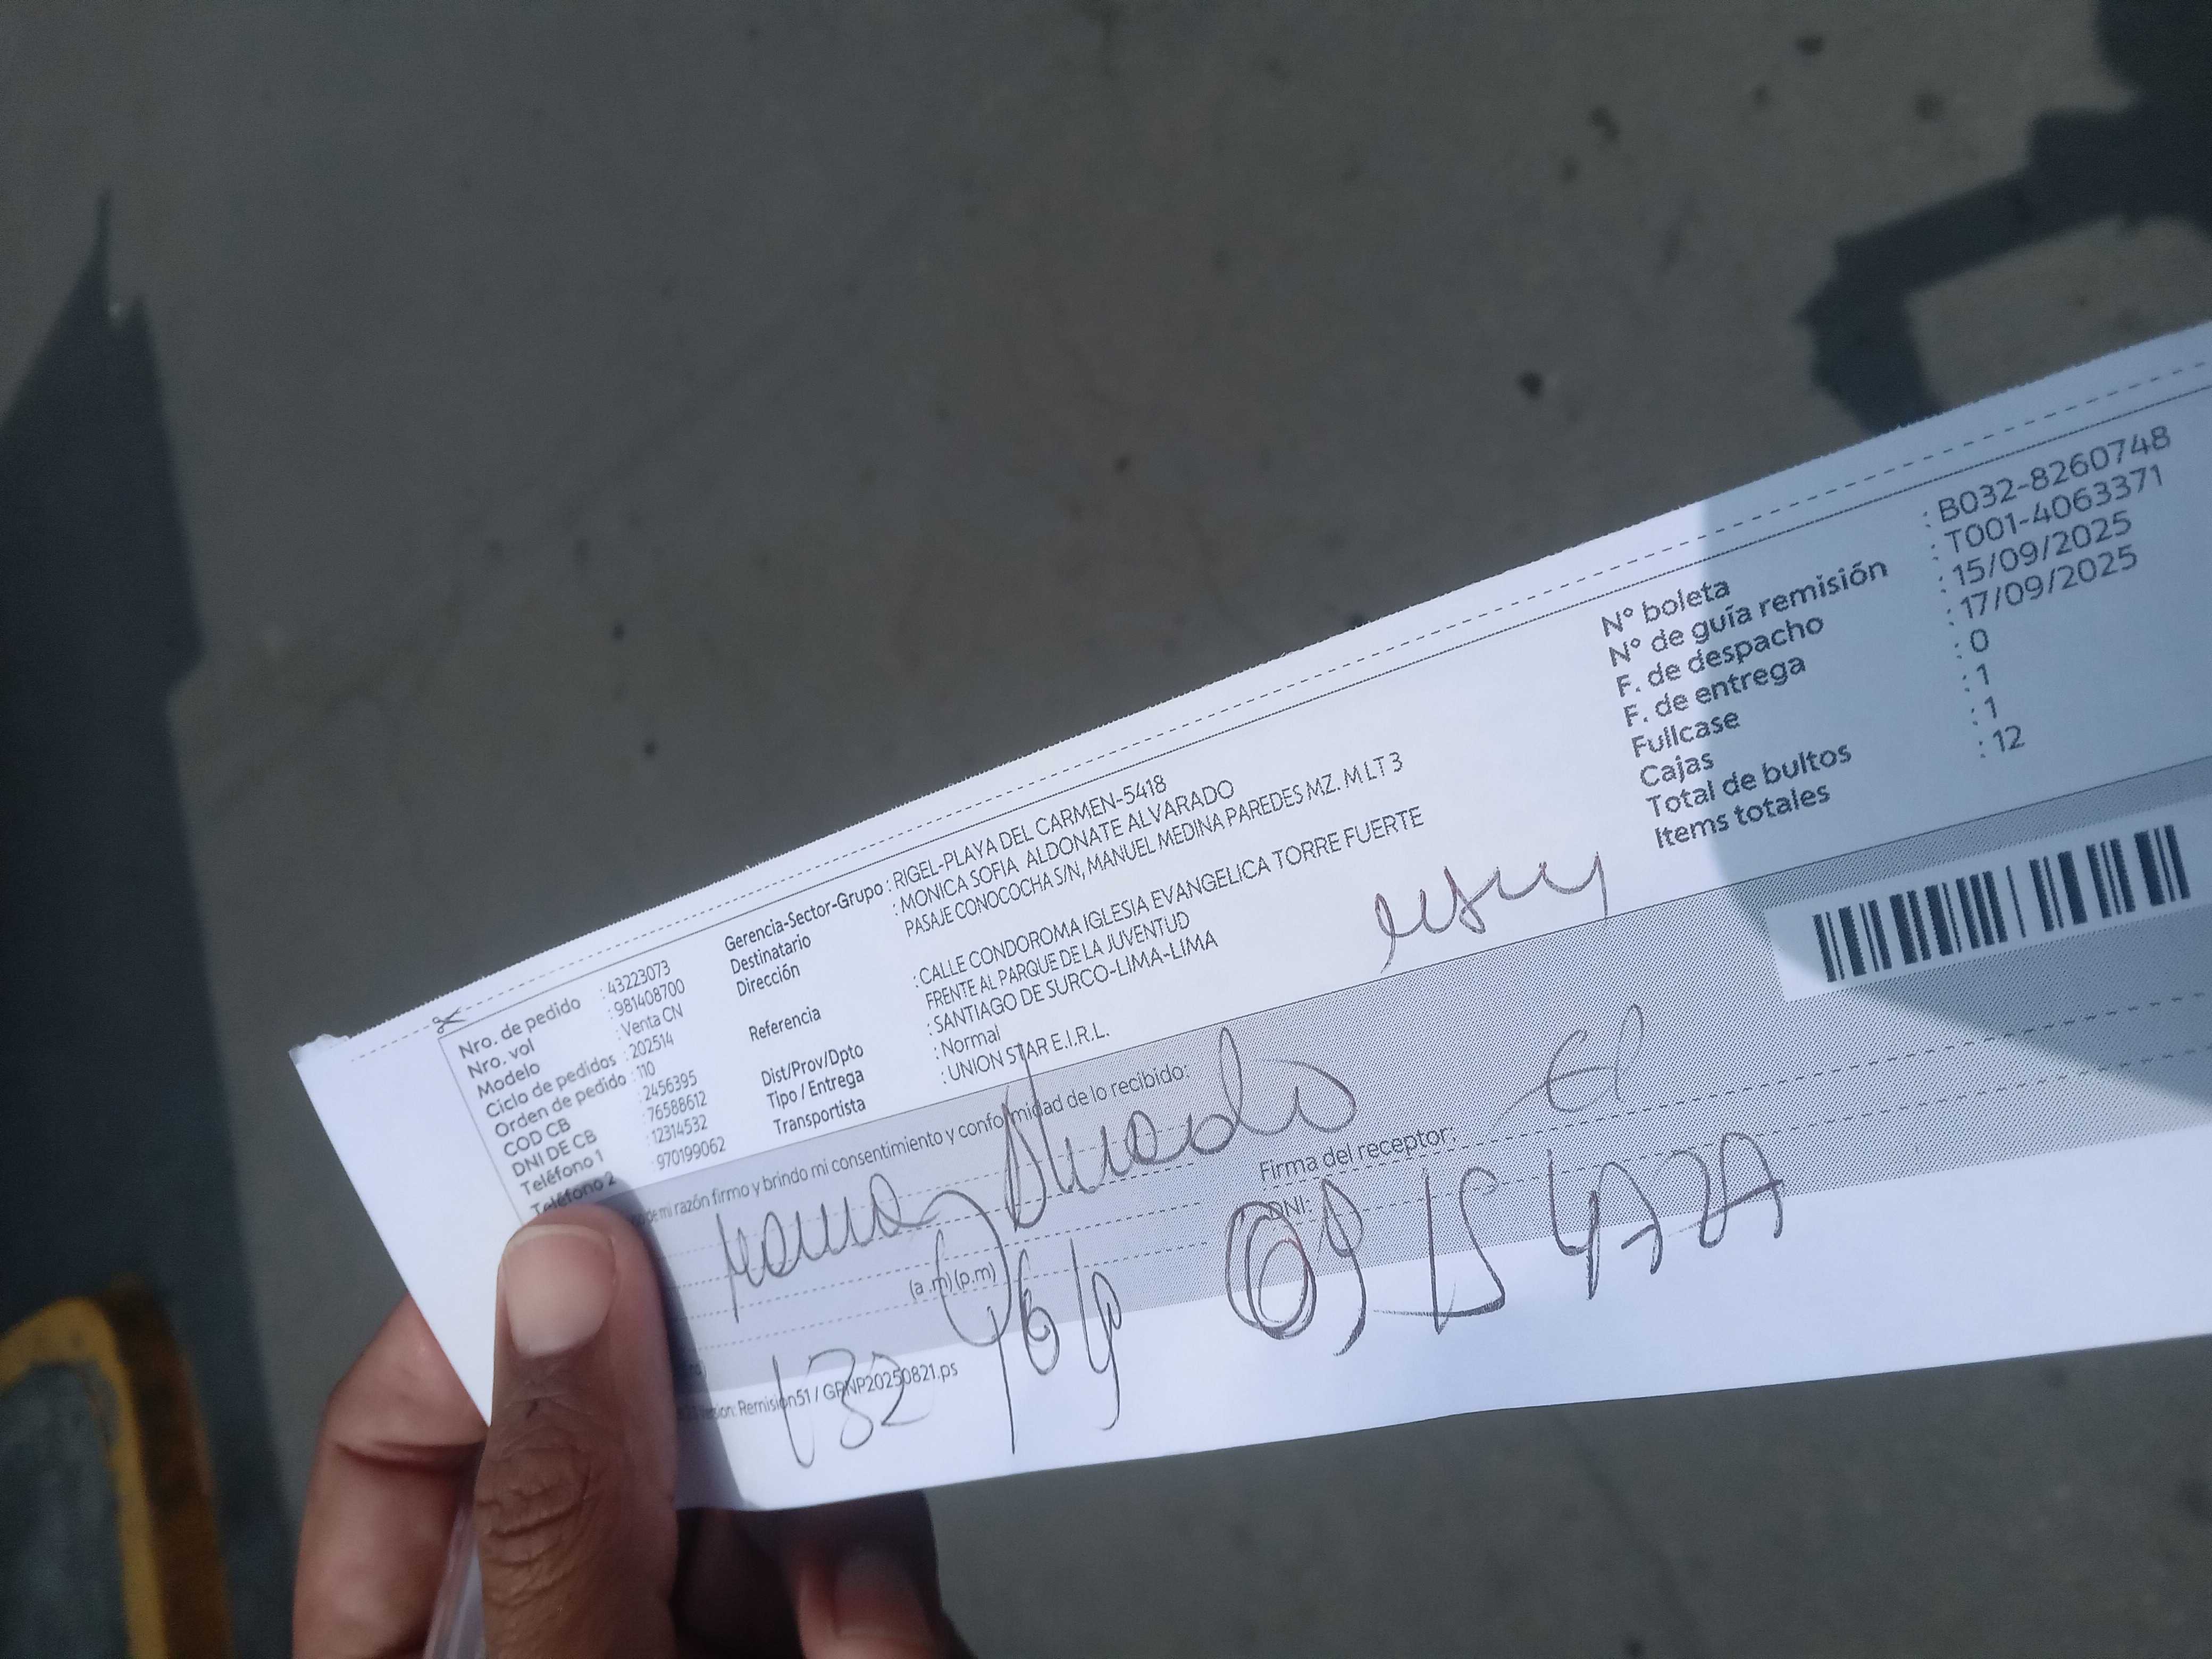 Nro. de pedido : 43223073
Nro. vol : 981408700
Modelo : Venta CN
Ciclo de pedidos : 202514
Orden de pedido : 110
COD CB : 2456395
DNI DE CB : 76588612
Teléfono 1 : 12314532
Teléfono 2 : 970199062
Gerencia-Sector-Grupo : RIGEL-PLAYA DEL CARMEN-5418
Destinatario : MONICA SOFIA ALDONATE ALVARADO
Dirección PASAJE CONOCOCHA S/N, MANUEL MEDINA PAREDES MZ. M LT 3
Referencia : CALLE CONDOROMA IGLESIA EVANGELICA TORRE FUERTE
FRENTE AL PARQUE DE LA JUVENTUD
Dist/Prov/Dpto : SANTIAGO DE SURCO-LIMA-LIMA
Tipo / Entrega : Normal
Transportista : UNION STAR E.I.R.L.
N° boleta : B032-8260748
N° de guía remisión : T001-4063371
F. de despacho : 15/09/2025
F. de entrega : 17/09/2025
Fullcase : 0
Cajas : 1
Total de bultos : 1
Items totales : 12
de mi razón firmo y brindo mi consentimiento y conformidad de lo recibido:
Firma del receptor:
DNI:
(a.m) (p.m)
Version: Remision51 / GRNP20250821.ps